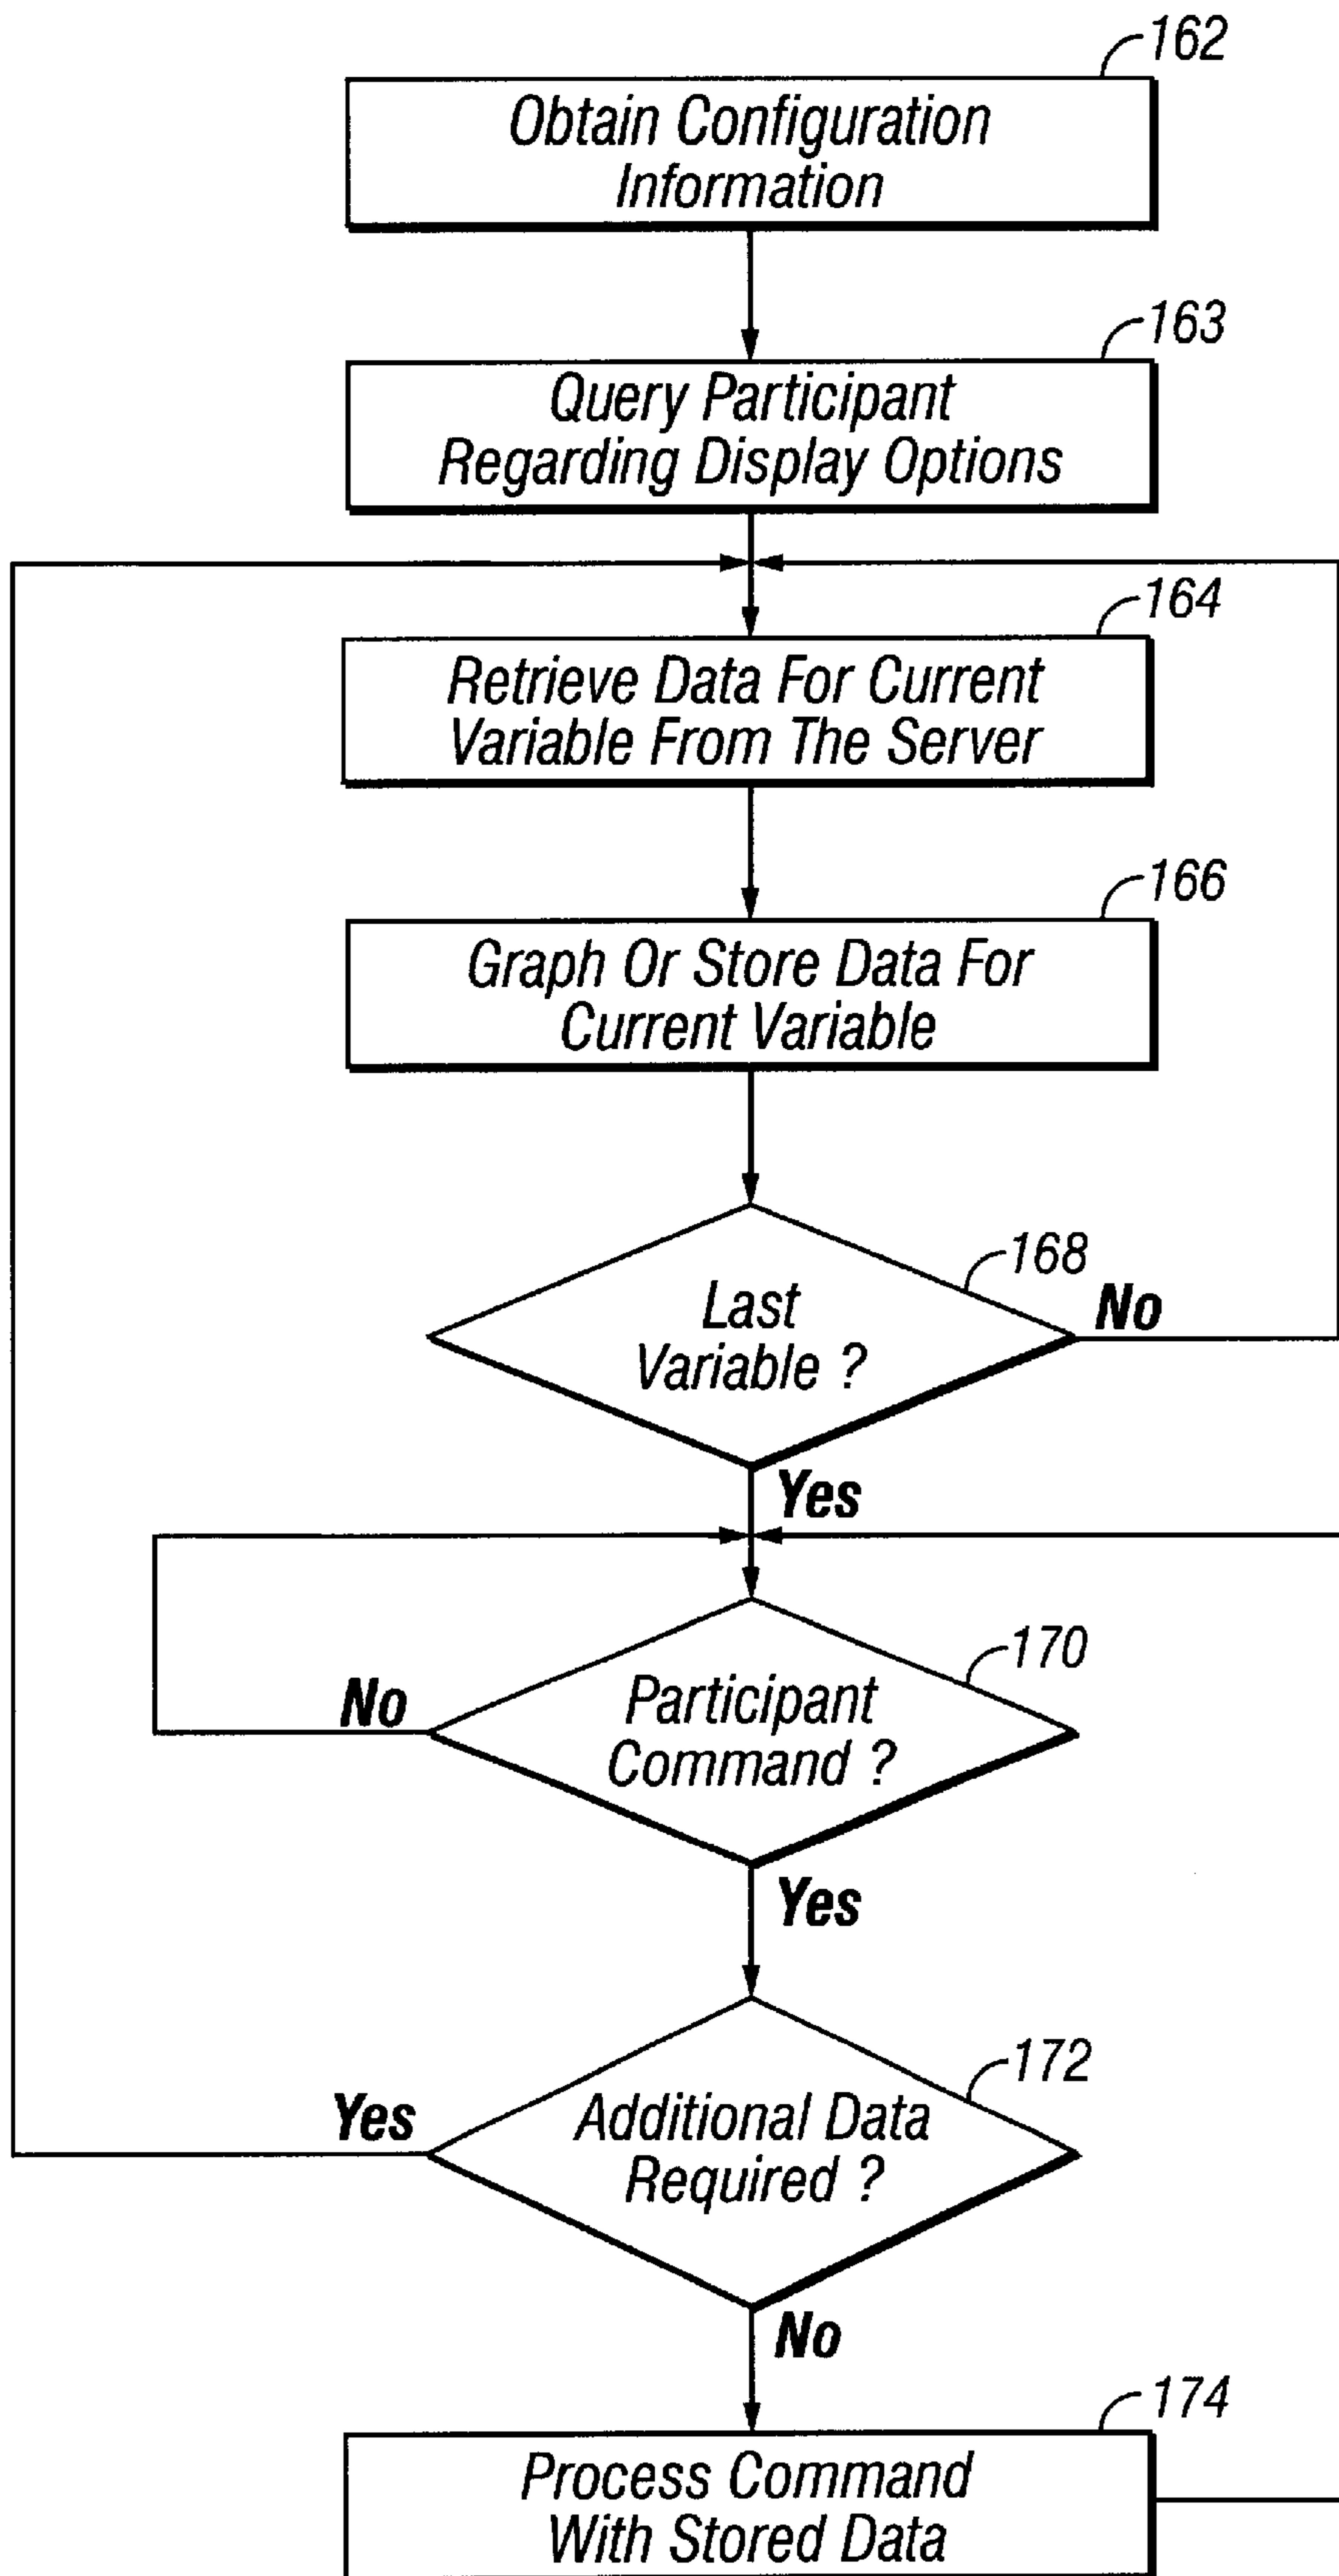 162
Obtain Configuration
Information
163
Query Participant
Regarding Display Options
164
Retrieve Data For Current
Variable From The Server
166
Graph Or Store Data For
Current Variable
168
Last
Variable ?
No
Yes
170
Participant
Command ?
No
Yes
172
Additional Data
Required ?
Yes
No
174
Process Command
With Stored Data